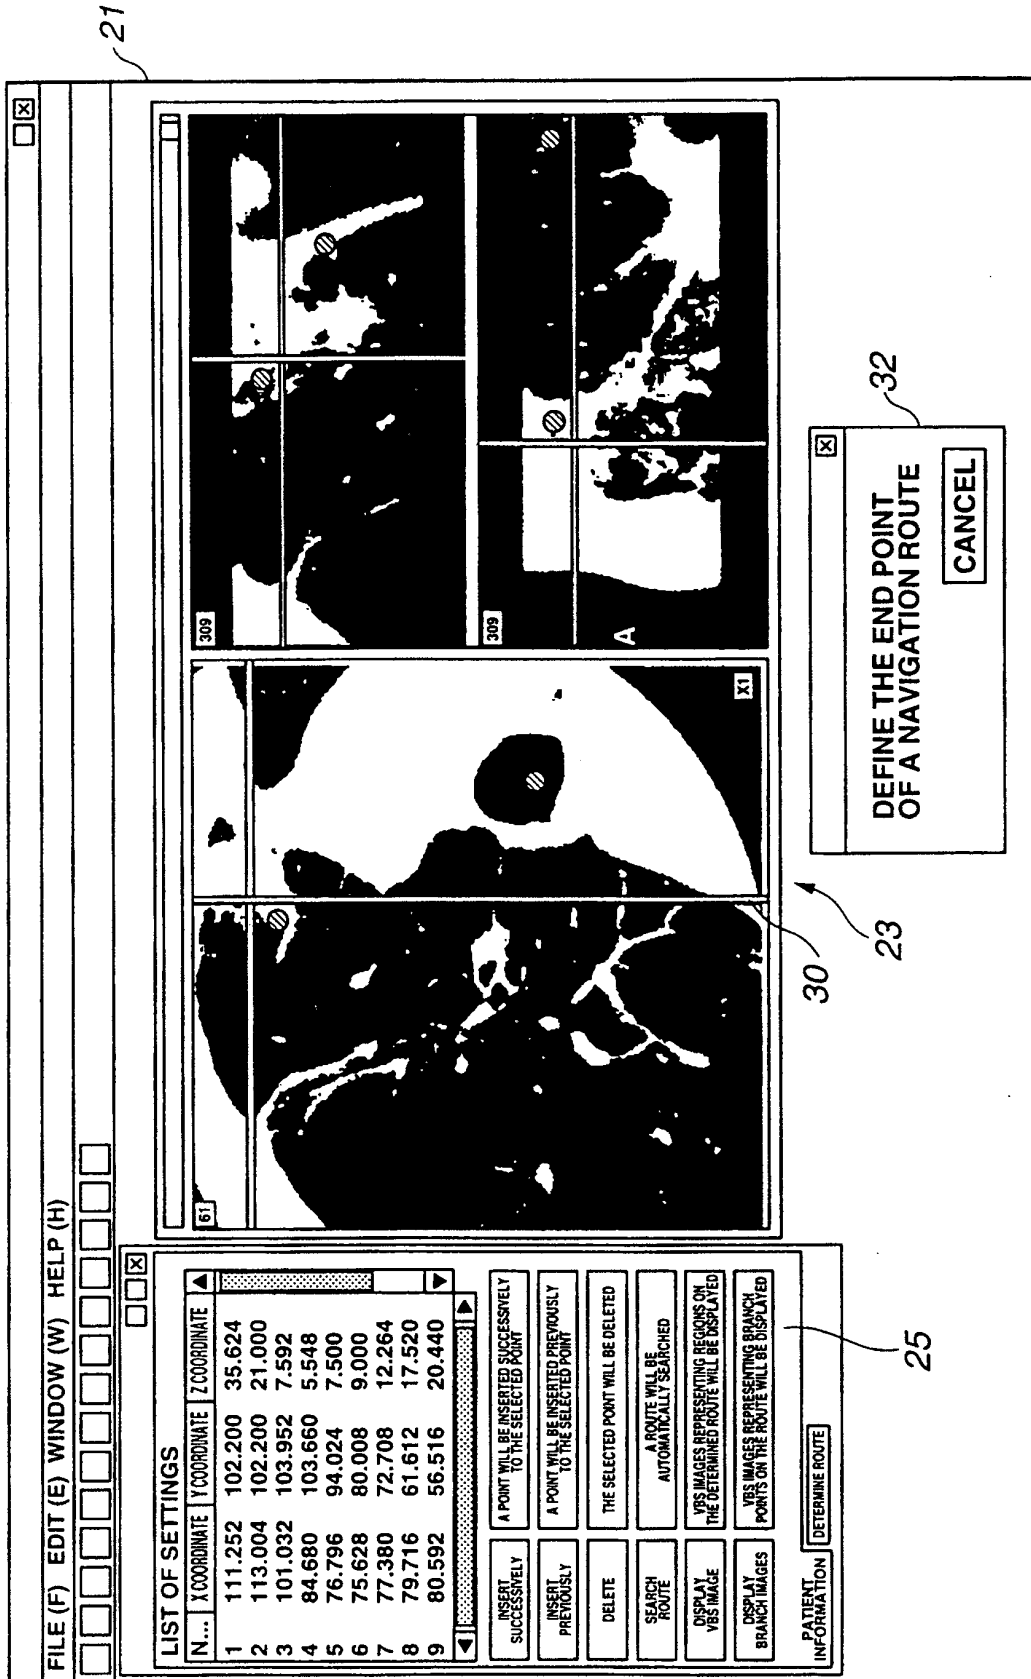 FILE (F) EDIT (E) WINDOW (W) HELP (H)
21
LIST OF SETTINGS
N... X COORDINATE Y COORDINATE Z COORDINATE
1 111.252 102.200 35.624
2 113.004 102.200 21.000
3 101.032 103.952 7.592
4 84.680 103.660 5.548
5 76.796 94.024 7.500
6 75.628 80.008 9.000
7 77.380 72.708 12.264
8 79.716 61.612 17.520
9 80.592 56.516 20.440
INSERT
SUCCESSIVELY
A POINT WILL BE INSERTED SUCCESSIVELY
TO THE SELECTED POINT
INSERT
PREVIOUSLY
A POINT WILL BE INSERTED PREVIOUSLY
TO THE SELECTED POINT
DELETE
THE SELECTED POINT WILL BE DELETED
SEARCH
ROUTE
A ROUTE WILL BE
AUTOMATICALLY SEARCHED
DISPLAY
VBS IMAGE
VBS IMAGES REPRESENTING REGIONS ON
THE DETERMINED ROUTE WILL BE DISPLAYED
DISPLAY
BRANCH IMAGES
VBS IMAGES REPRESENTING BRANCH
POINTS ON THE ROUTE WILL BE DISPLAYED
PATIENT
INFORMATION
DETERMINE ROUTE
25
61
X1
309
309
A
30
23
DEFINE THE END POINT
OF A NAVIGATION ROUTE
CANCEL
32